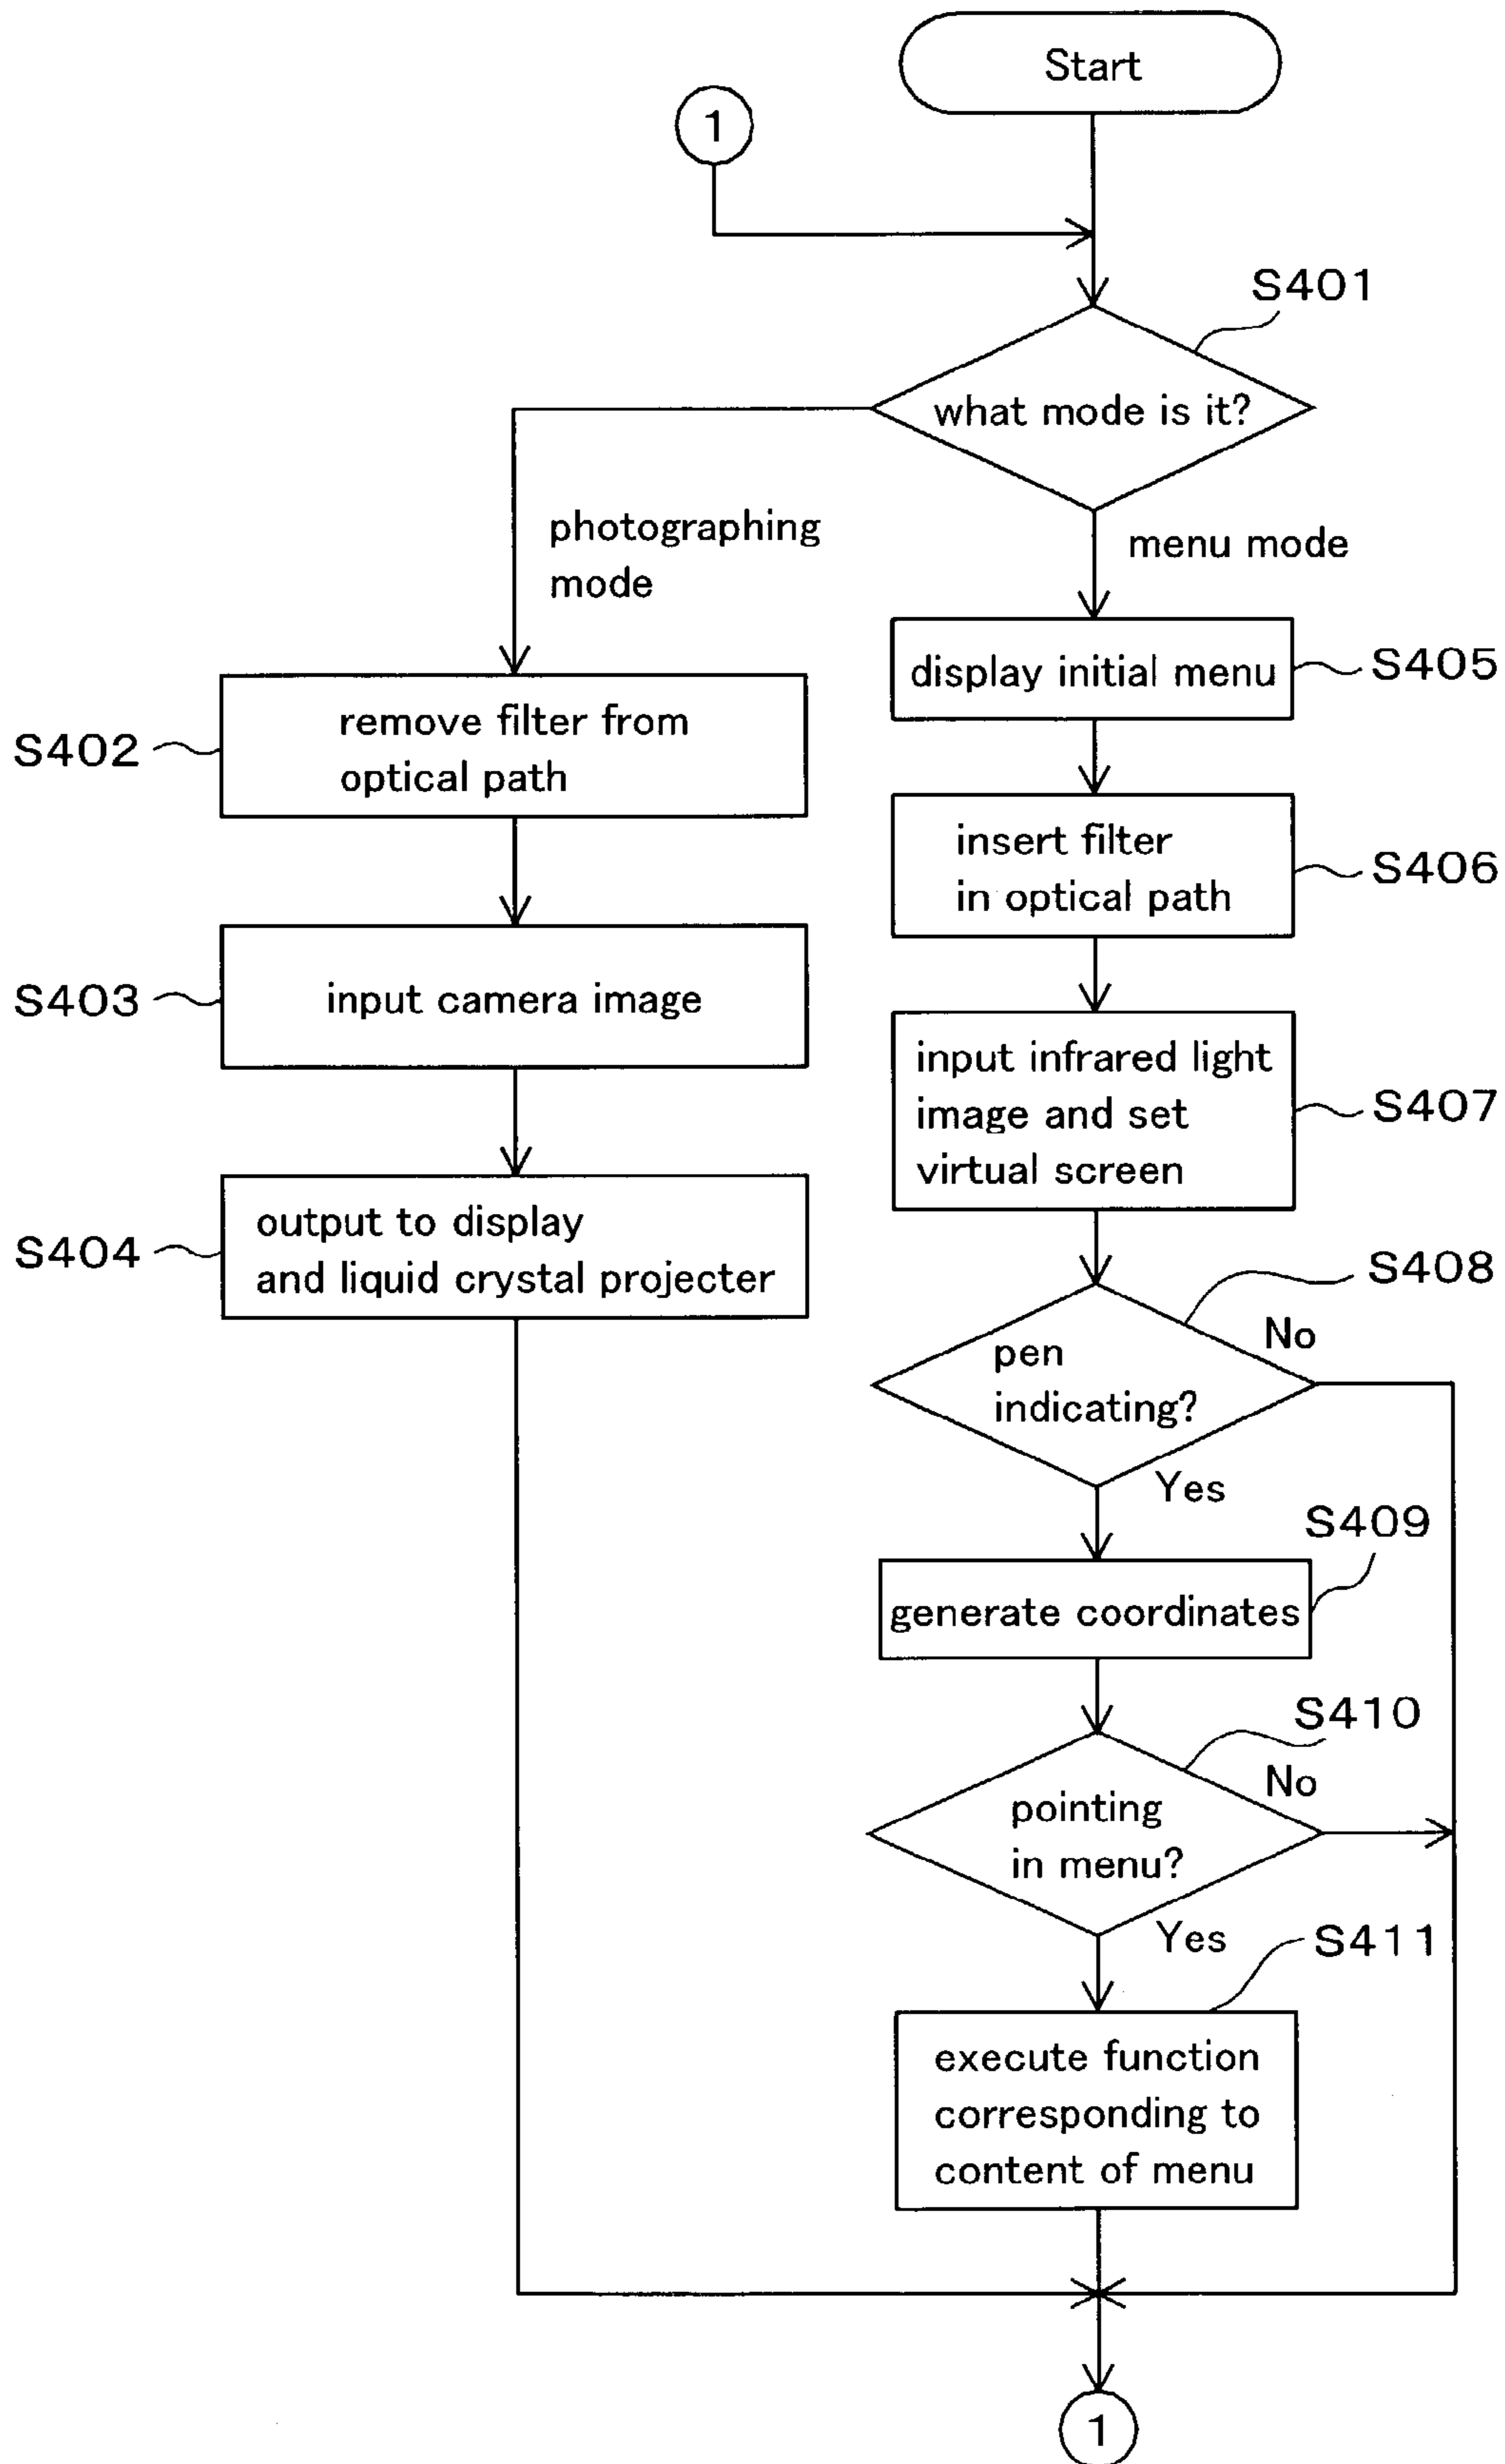 Start
1
S401
what mode is it?
photographing
mode
menu mode
display initial menu
S405
S402
remove filter from
optical path
insert filter
in optical path
S406
S403
input camera image
input infrared light
image and set
virtual screen
S407
S404
output to display
and liquid crystal projecter
S408
No
pen
indicating?
Yes
S409
generate coordinates
S410
No
pointing
in menu?
Yes
S411
execute function
corresponding to
content of menu
1